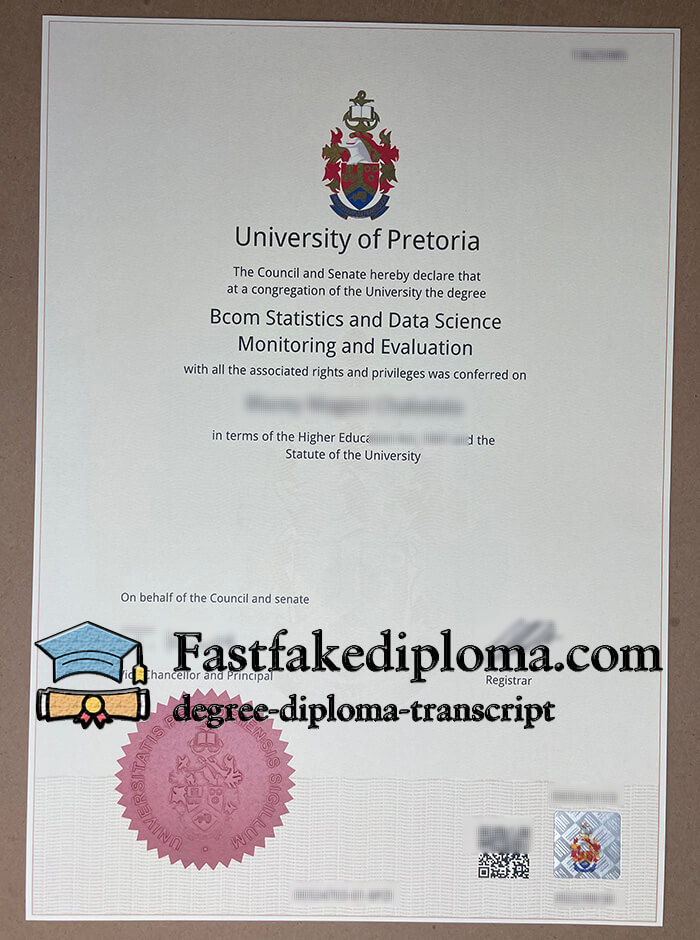 University of Pretoria
The Council and Senate hereby declare that
at a congregation of the University the degree
Bcom Statistics and Data Science
Monitoring and Evaluation
with all the associated rights and privileges was conferred on
in terms of the Higher and the
Statute of the University
On behalf of the Council and senate
Fastfakediploma.com
Chancellor and Principal
Registrar
degree-diploma-transcript
UNIVERSITATIS SIGILLUM